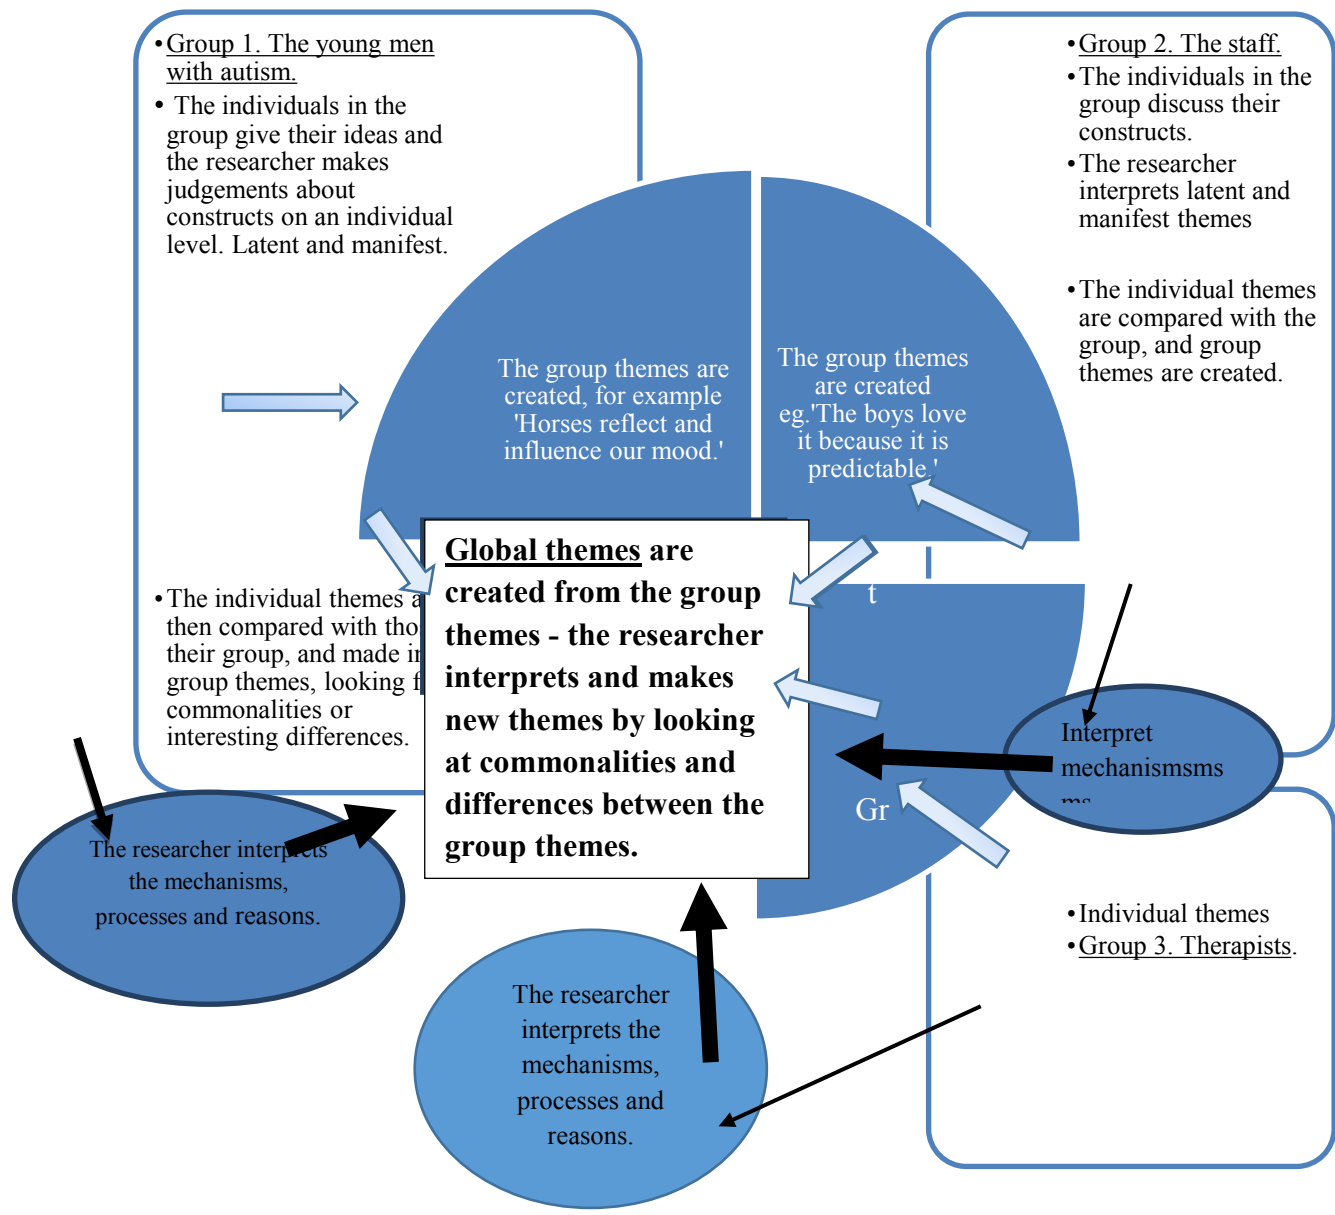 •Group 1. The young men
with autism.
• The individuals in the
group give their ideas and
the researcher makes
judgements about
constructs on an individual
level. Latent and manifest.
•The individual themes a
then compared with tho
their group, and made in
group themes, looking f
commonalities or
interesting differences.
•Group 2. The staff.
•The individuals in the
group discuss their
constructs.
•The researcher
interprets latent and
manifest themes
•The individual themes
are compared with the
group, and group
themes are created.
The group themes are
created, for example
'Horses reflect and
influence our mood.'
The group themes
are created
eg.'The boys love
it because it is
predictable.'
Global themes are
created from the group
themes - the researcher
interprets and makes
new themes by looking
at commonalities and
differences between the
group themes.
t
Gr
Interpret
mechanismsms
ms
The researcher interprets
the mechanisms,
processes and reasons.
The researcher
interprets the
mechanisms,
processes and
reasons.
•Individual themes
•Group 3. Therapists.